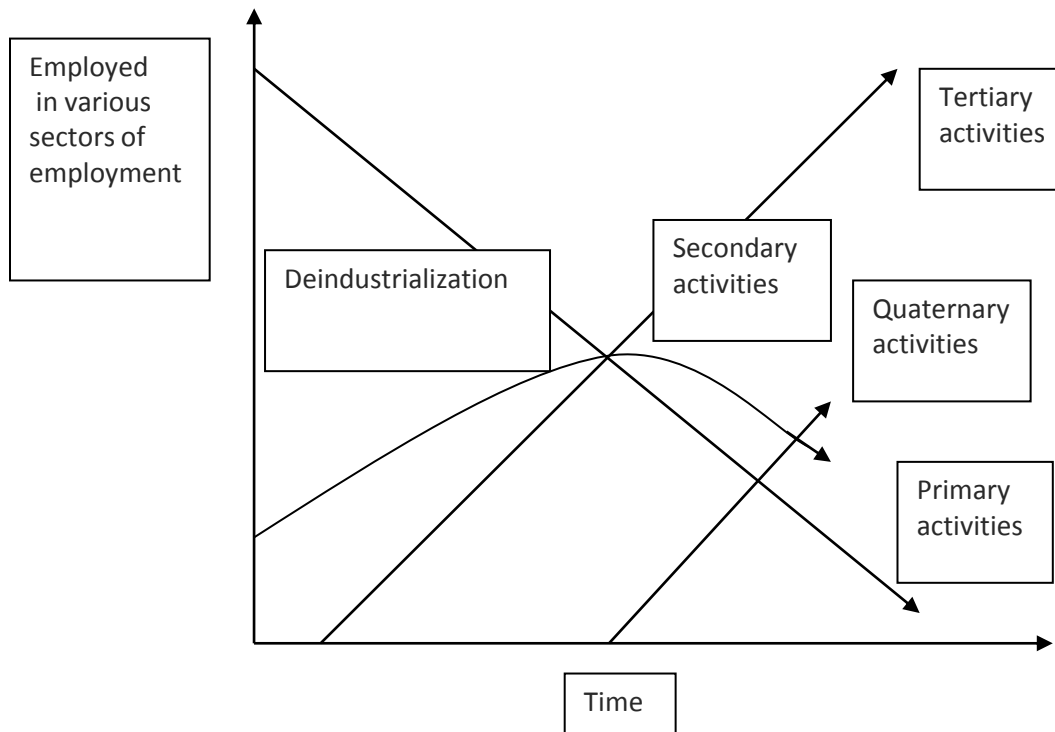 Employed
in various
sectors of
employment
Tertiary
activities
Secondary
activities
Deindustrialization
Quaternary
activities
Primary
activities
Time